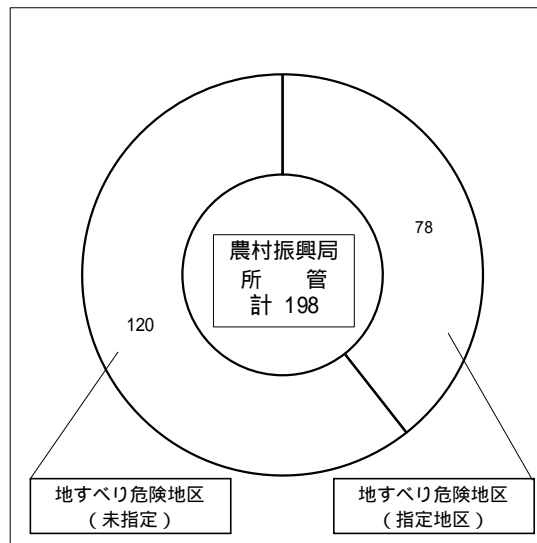 78
農村振興局
所　　管
計 198
120
地すべり危険地区
（未指定）
地すべり危険地区
（指定地区）